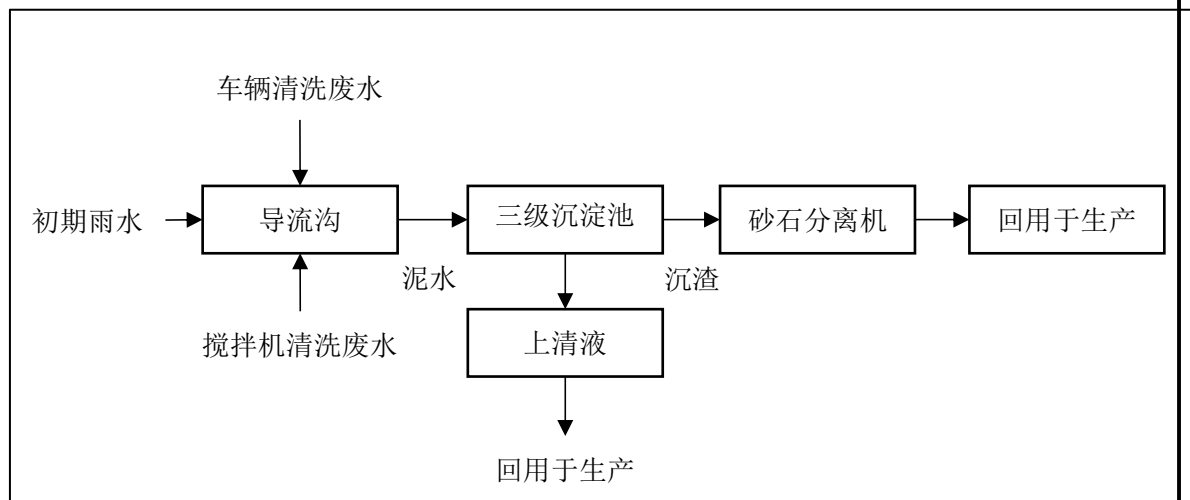 车辆清洗废水
初期雨水
导流沟
三级沉淀池
砂石分离机
回用于生产
泥水
沉渣
搅拌机清洗废水
上清液
回用于生产